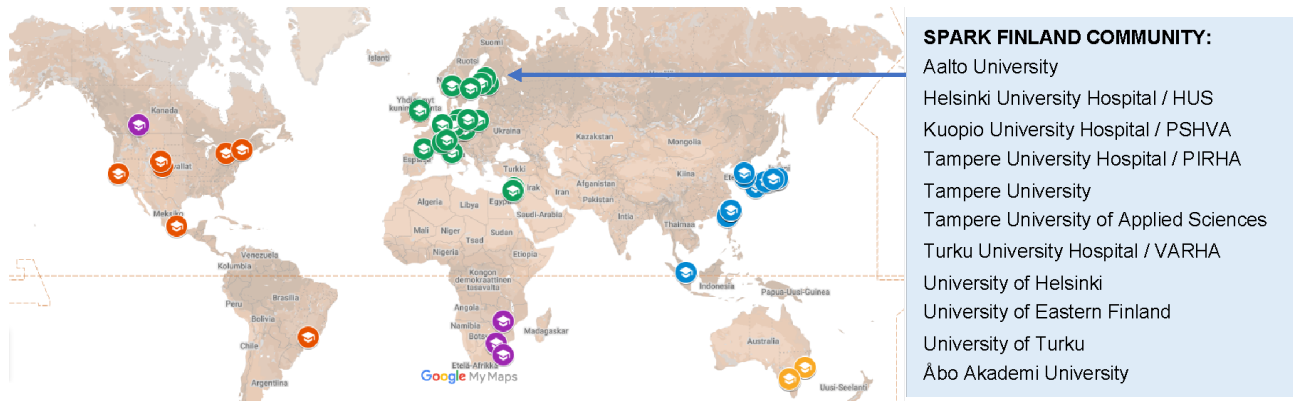 SPARK FINLAND COMMUNITY:
Aalto University
Helsinki University Hospital / HUS
Kuopio University Hospital / PSHVA
Tampere University Hospital / PIRHA
Tampere University
Tampere University of Applied Sciences
Turku University Hospital / VARHA
University of Helsinki
University of Eastern Finland
University of Turku
Åbo Akademi University
Suomi
Islanti
Ruotsi
Kanada
Ukraina
Kazakstan
Mongolia
Turkki
Irak
Iran
Afganistan
Pakistan
Kiina
Algeria
Libya
Saudi-Arabia
Intia
Thaimaa
Meksiko
Mali
Niger
Tsad
Sudan
Nigeria
Etiopia
Venezuela
Kolumbia
Kongon
demokraattinen
tasavalta
Indonesia
Papua-Uusi-Guinea
Peru
Brasilia
Angola
Bolivia
Namibia
Madagaskar
Chile
Australia
Etelä-Afrikka
Argentiina
Google My Maps
Uusi-Seelanti